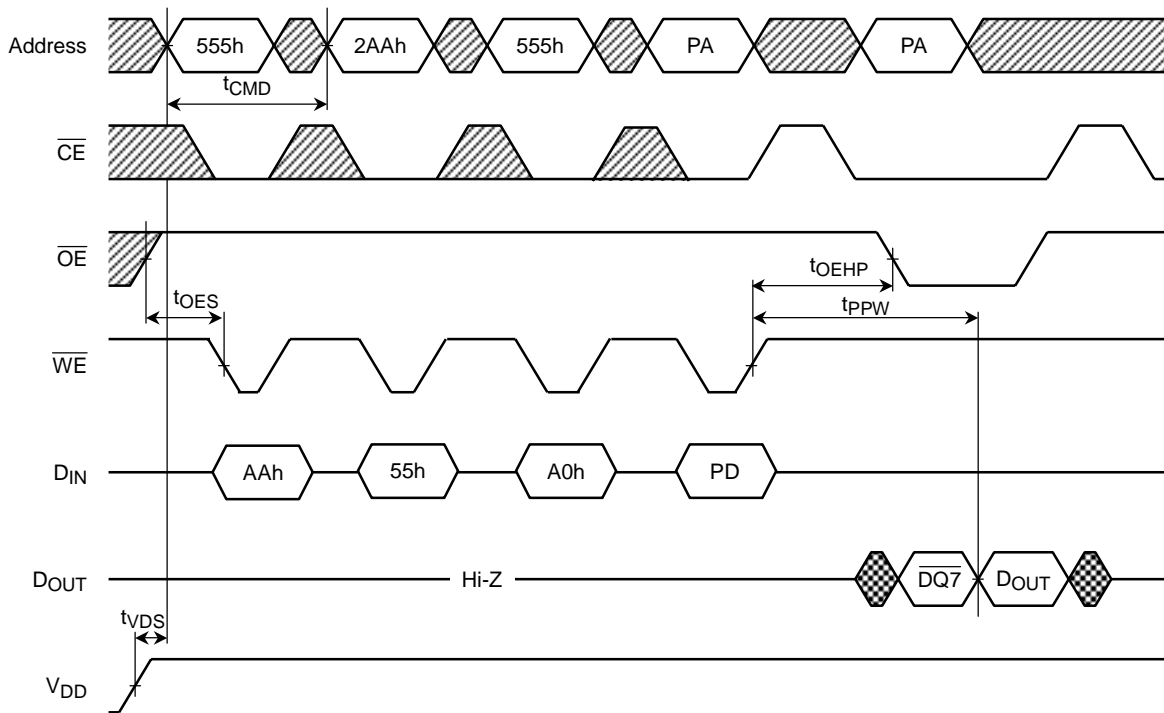 Address 555h 2AAh 555h PA PA
tCMD
CE
OE
tOEHP
tOES
tPPW
WE
DIN AAh 55h A0h PD
DOUT Hi-Z DQ7 DOUT
tVDS
VDD